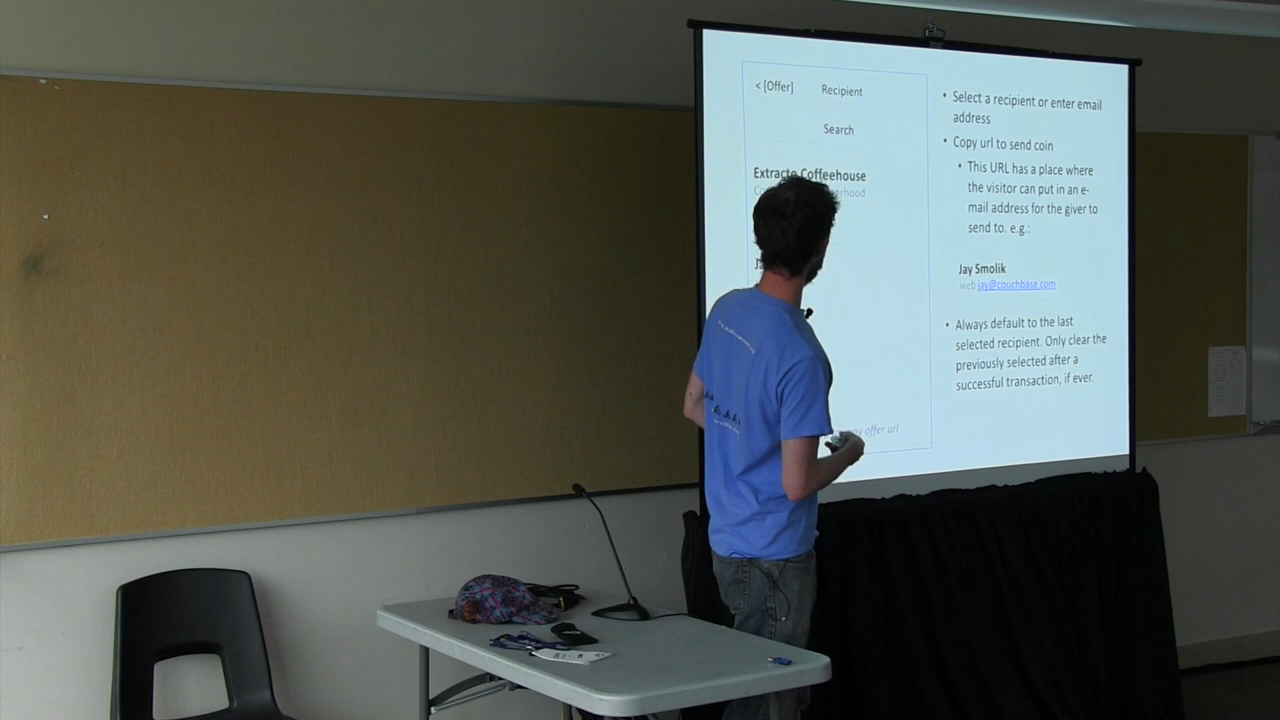 < [Offer] Recipient
Search
Extracto Coffeehouse
offer url
• Select a recipient or enter email
address
• Copy url to send coin
• This URL has a place where
the visitor can put in an e-
mail address for the giver to
send to. e.g.:
Jay Smolik
web jay@couchbase.com
• Always default to the last
selected recipient. Only clear the
previously selected after a
successful transaction, if ever.